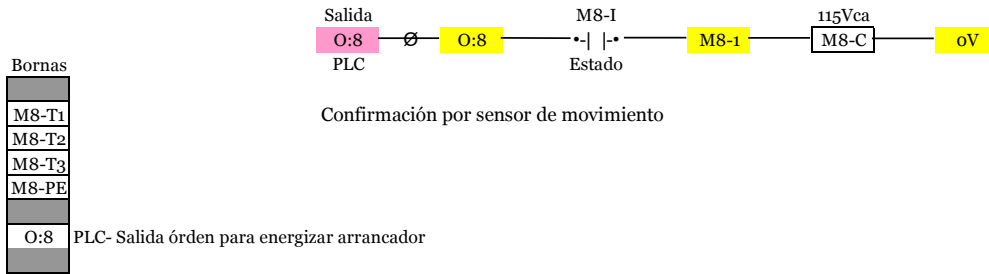 Salida M8-I 115Vca
O:8 Ø O:8 •-| |-• M8-1 M8-C 0V
PLC Estado
Bornas
M8-T1
Confirmación por sensor de movimiento
M8-T2
M8-T3
M8-PE
O:8 PLC- Salida órden para energizar arrancador